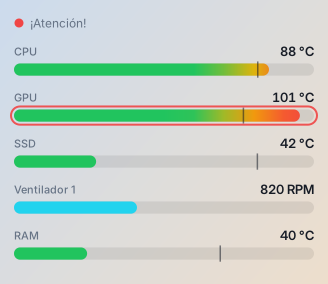 ¡Atención!
CPU 88 °C
GPU 101 °C
SSD 42 °C
Ventilador 1 820 RPM
RAM 40 °C